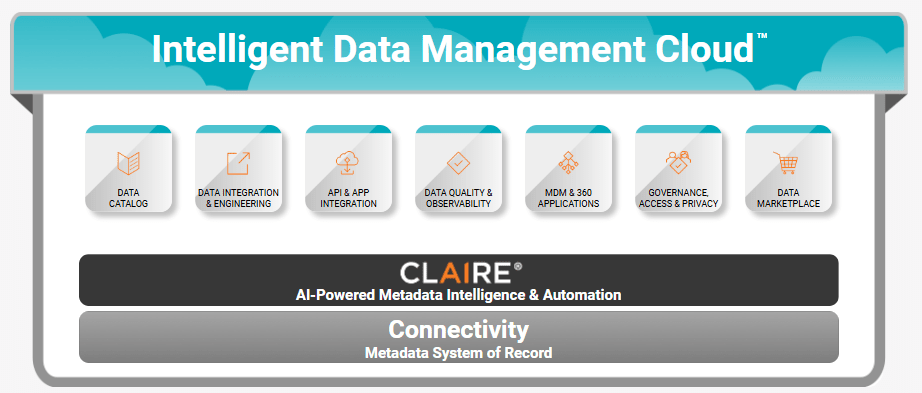 Intelligent Data Management Cloud™
DATA
CATALOG
DATA INTEGRATION
& ENGINEERING
API & APP
INTEGRATION
DATA QUALITY &
OBSERVABILITY
MDM & 360
APPLICATIONS
GOVERNANCE,
ACCESS & PRIVACY
DATA
MARKETPLACE
CLAIRE®
AI-Powered Metadata Intelligence & Automation
Connectivity
Metadata System of Record